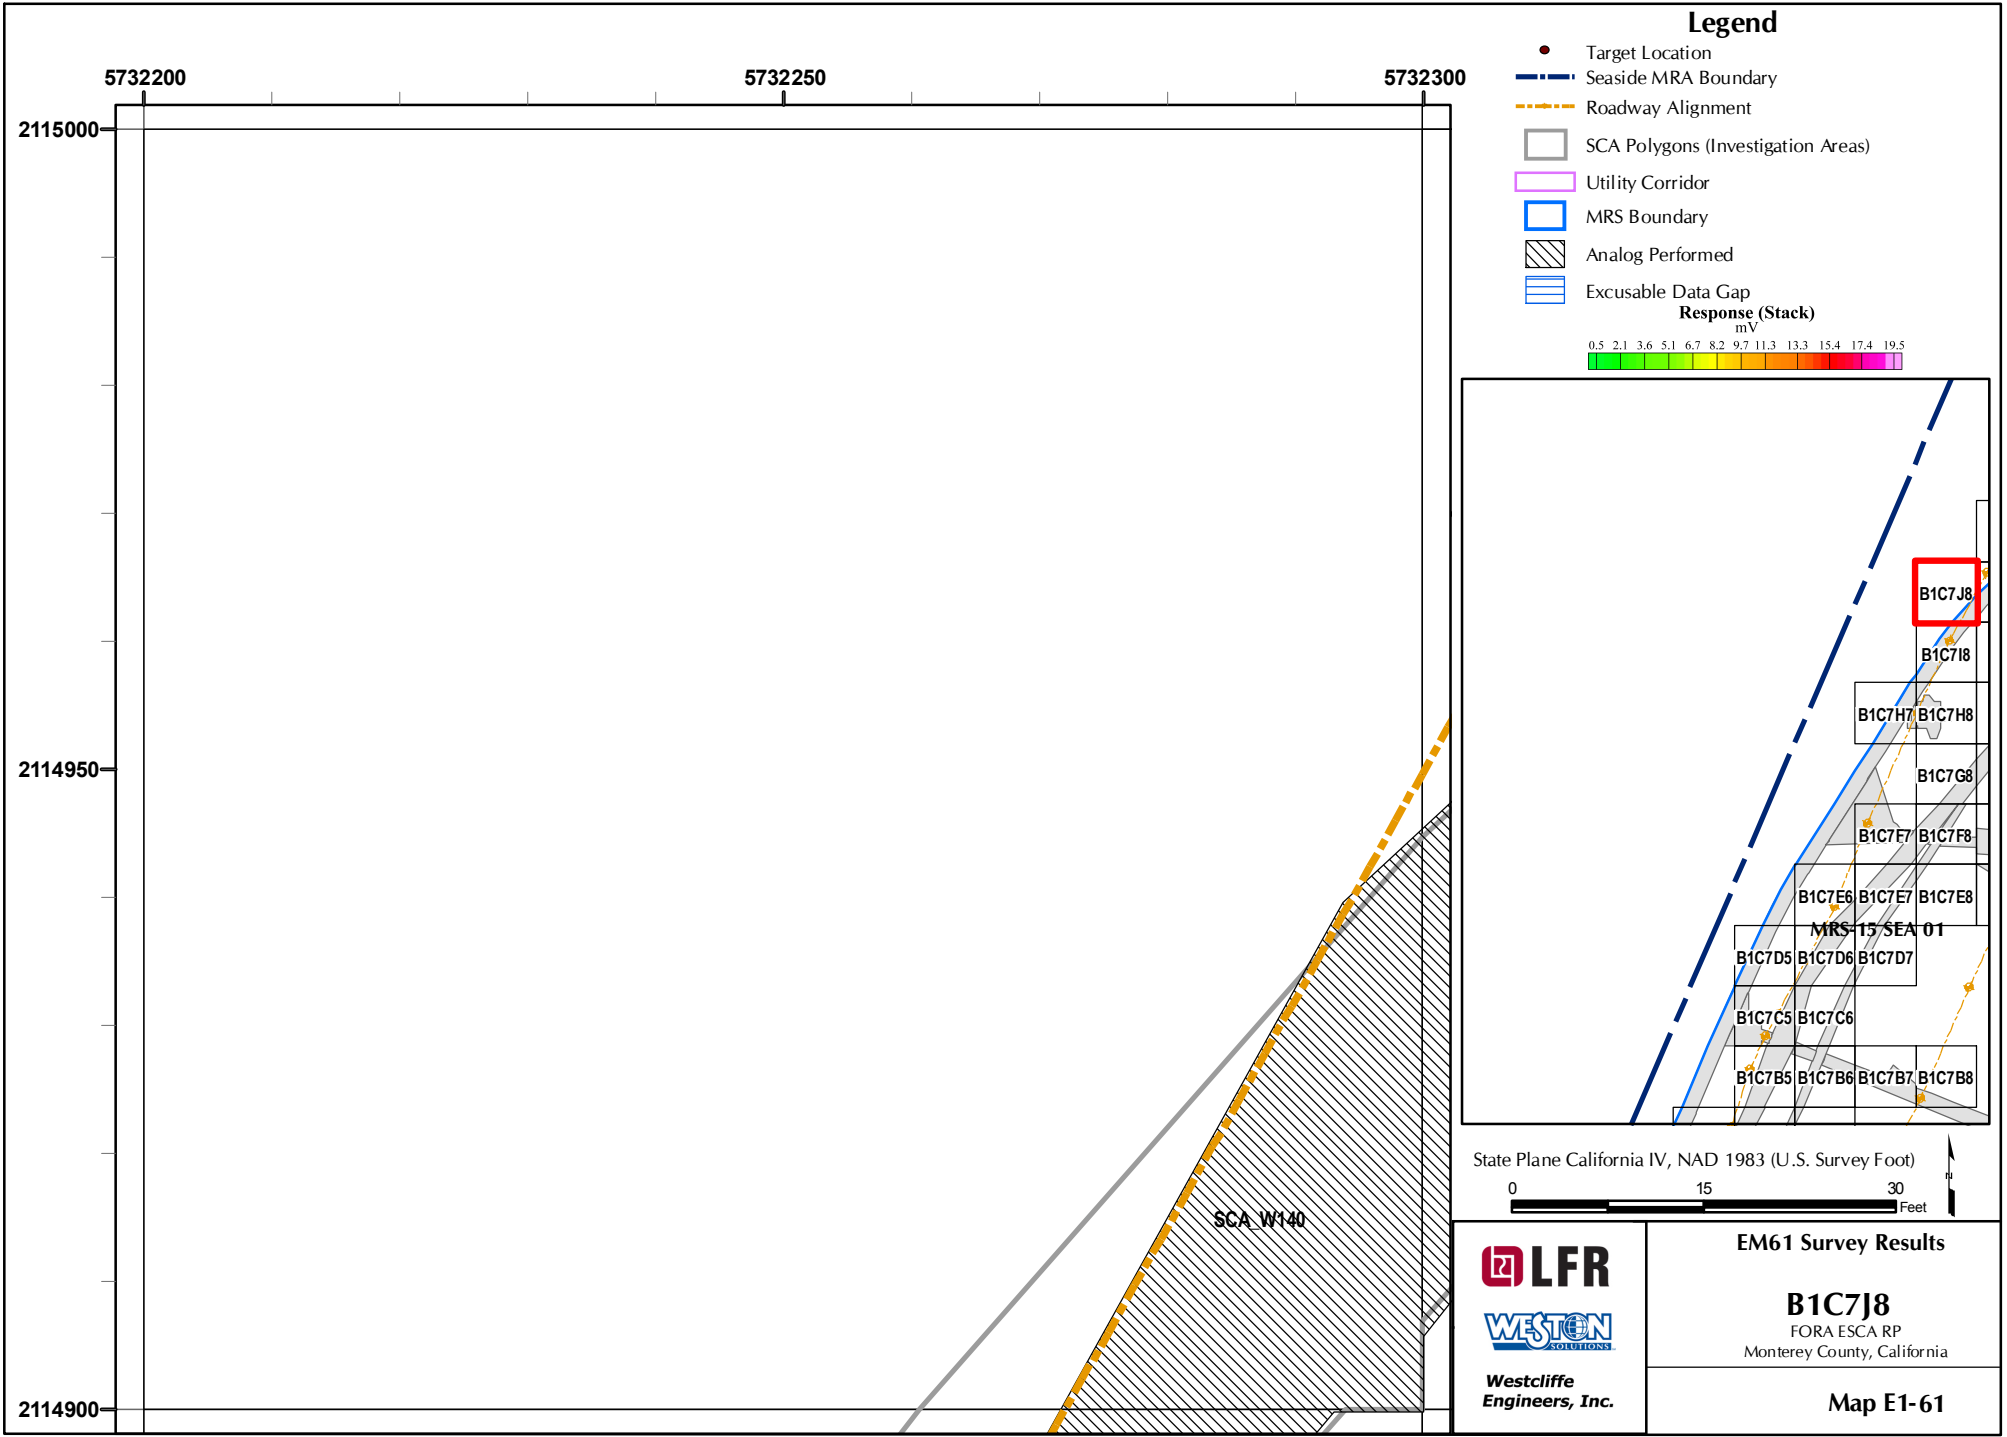 5732200
5732250
5732300
2115000
2114950
2114900
SCA_W140
Legend
Target Location
Seaside MRA Boundary
Roadway Alignment
SCA Polygons (Investigation Areas)
Utility Corridor
MRS Boundary
Analog Performed
Excusable Data Gap
Response (Stack)
mV
0.5 2.1 3.6 5.1 6.7 8.2 9.7 11.3 13.3 15.4 17.4 19.5
B1C7J8
B1C7I8
B1C7H7 B1C7H8
B1C7G8
B1C7F7 B1C7F8
B1C7E6 B1C7E7 B1C7E8
MRS-15 SEA 01
B1C7D5 B1C7D6 B1C7D7
B1C7C5 B1C7C6
B1C7B5 B1C7B6 B1C7B7 B1C7B8
State Plane California IV, NAD 1983 (U.S. Survey Foot)
0 15 30
Feet
N
LFR
WESTON
SOLUTIONS
Westcliffe
Engineers, Inc.
EM61 Survey Results
B1C7J8
FORA ESCA RP
Monterey County, California
Map E1-61